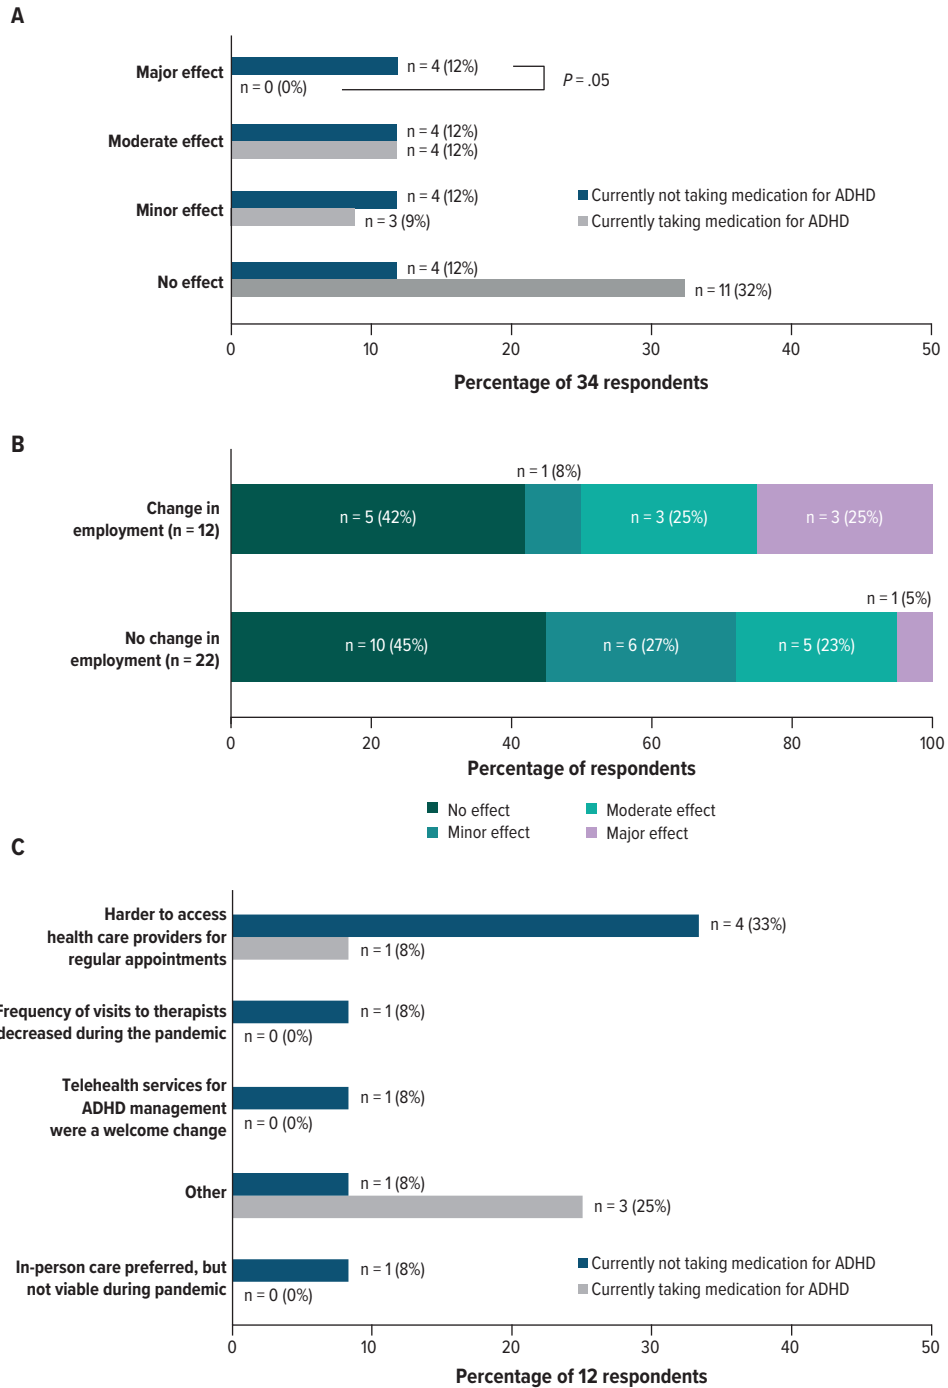 A
Major effect
n = 4 (12%)
n = 0 (0%)
P = .05
Moderate effect
n = 4 (12%)
n = 4 (12%)
Minor effect
n = 4 (12%)
n = 3 (9%)
Currently not taking medication for ADHD
Currently taking medication for ADHD
No effect
n = 4 (12%)
n = 11 (32%)
0 10 20 30 40 50
Percentage of 34 respondents
B
n = 1 (8%)
Change in
employment (n = 12)
n = 5 (42%) n = 3 (25%) n = 3 (25%)
n = 1 (5%)
No change in
employment (n = 22)
n = 10 (45%) n = 6 (27%) n = 5 (23%)
0 20 40 60 80 100
Percentage of respondents
No effect Moderate effect
Minor effect Major effect
C
Harder to access
health care providers for
regular appointments
n = 4 (33%)
n = 1 (8%)
Frequency of visits to therapists
decreased during the pandemic
n = 1 (8%)
n = 0 (0%)
Telehealth services for
ADHD management
were a welcome change
n = 1 (8%)
n = 0 (0%)
Other
n = 1 (8%)
n = 3 (25%)
In-person care preferred, but
not viable during pandemic
n = 1 (8%)
n = 0 (0%)
Currently not taking medication for ADHD
Currently taking medication for ADHD
0 10 20 30 40 50
Percentage of 12 respondents